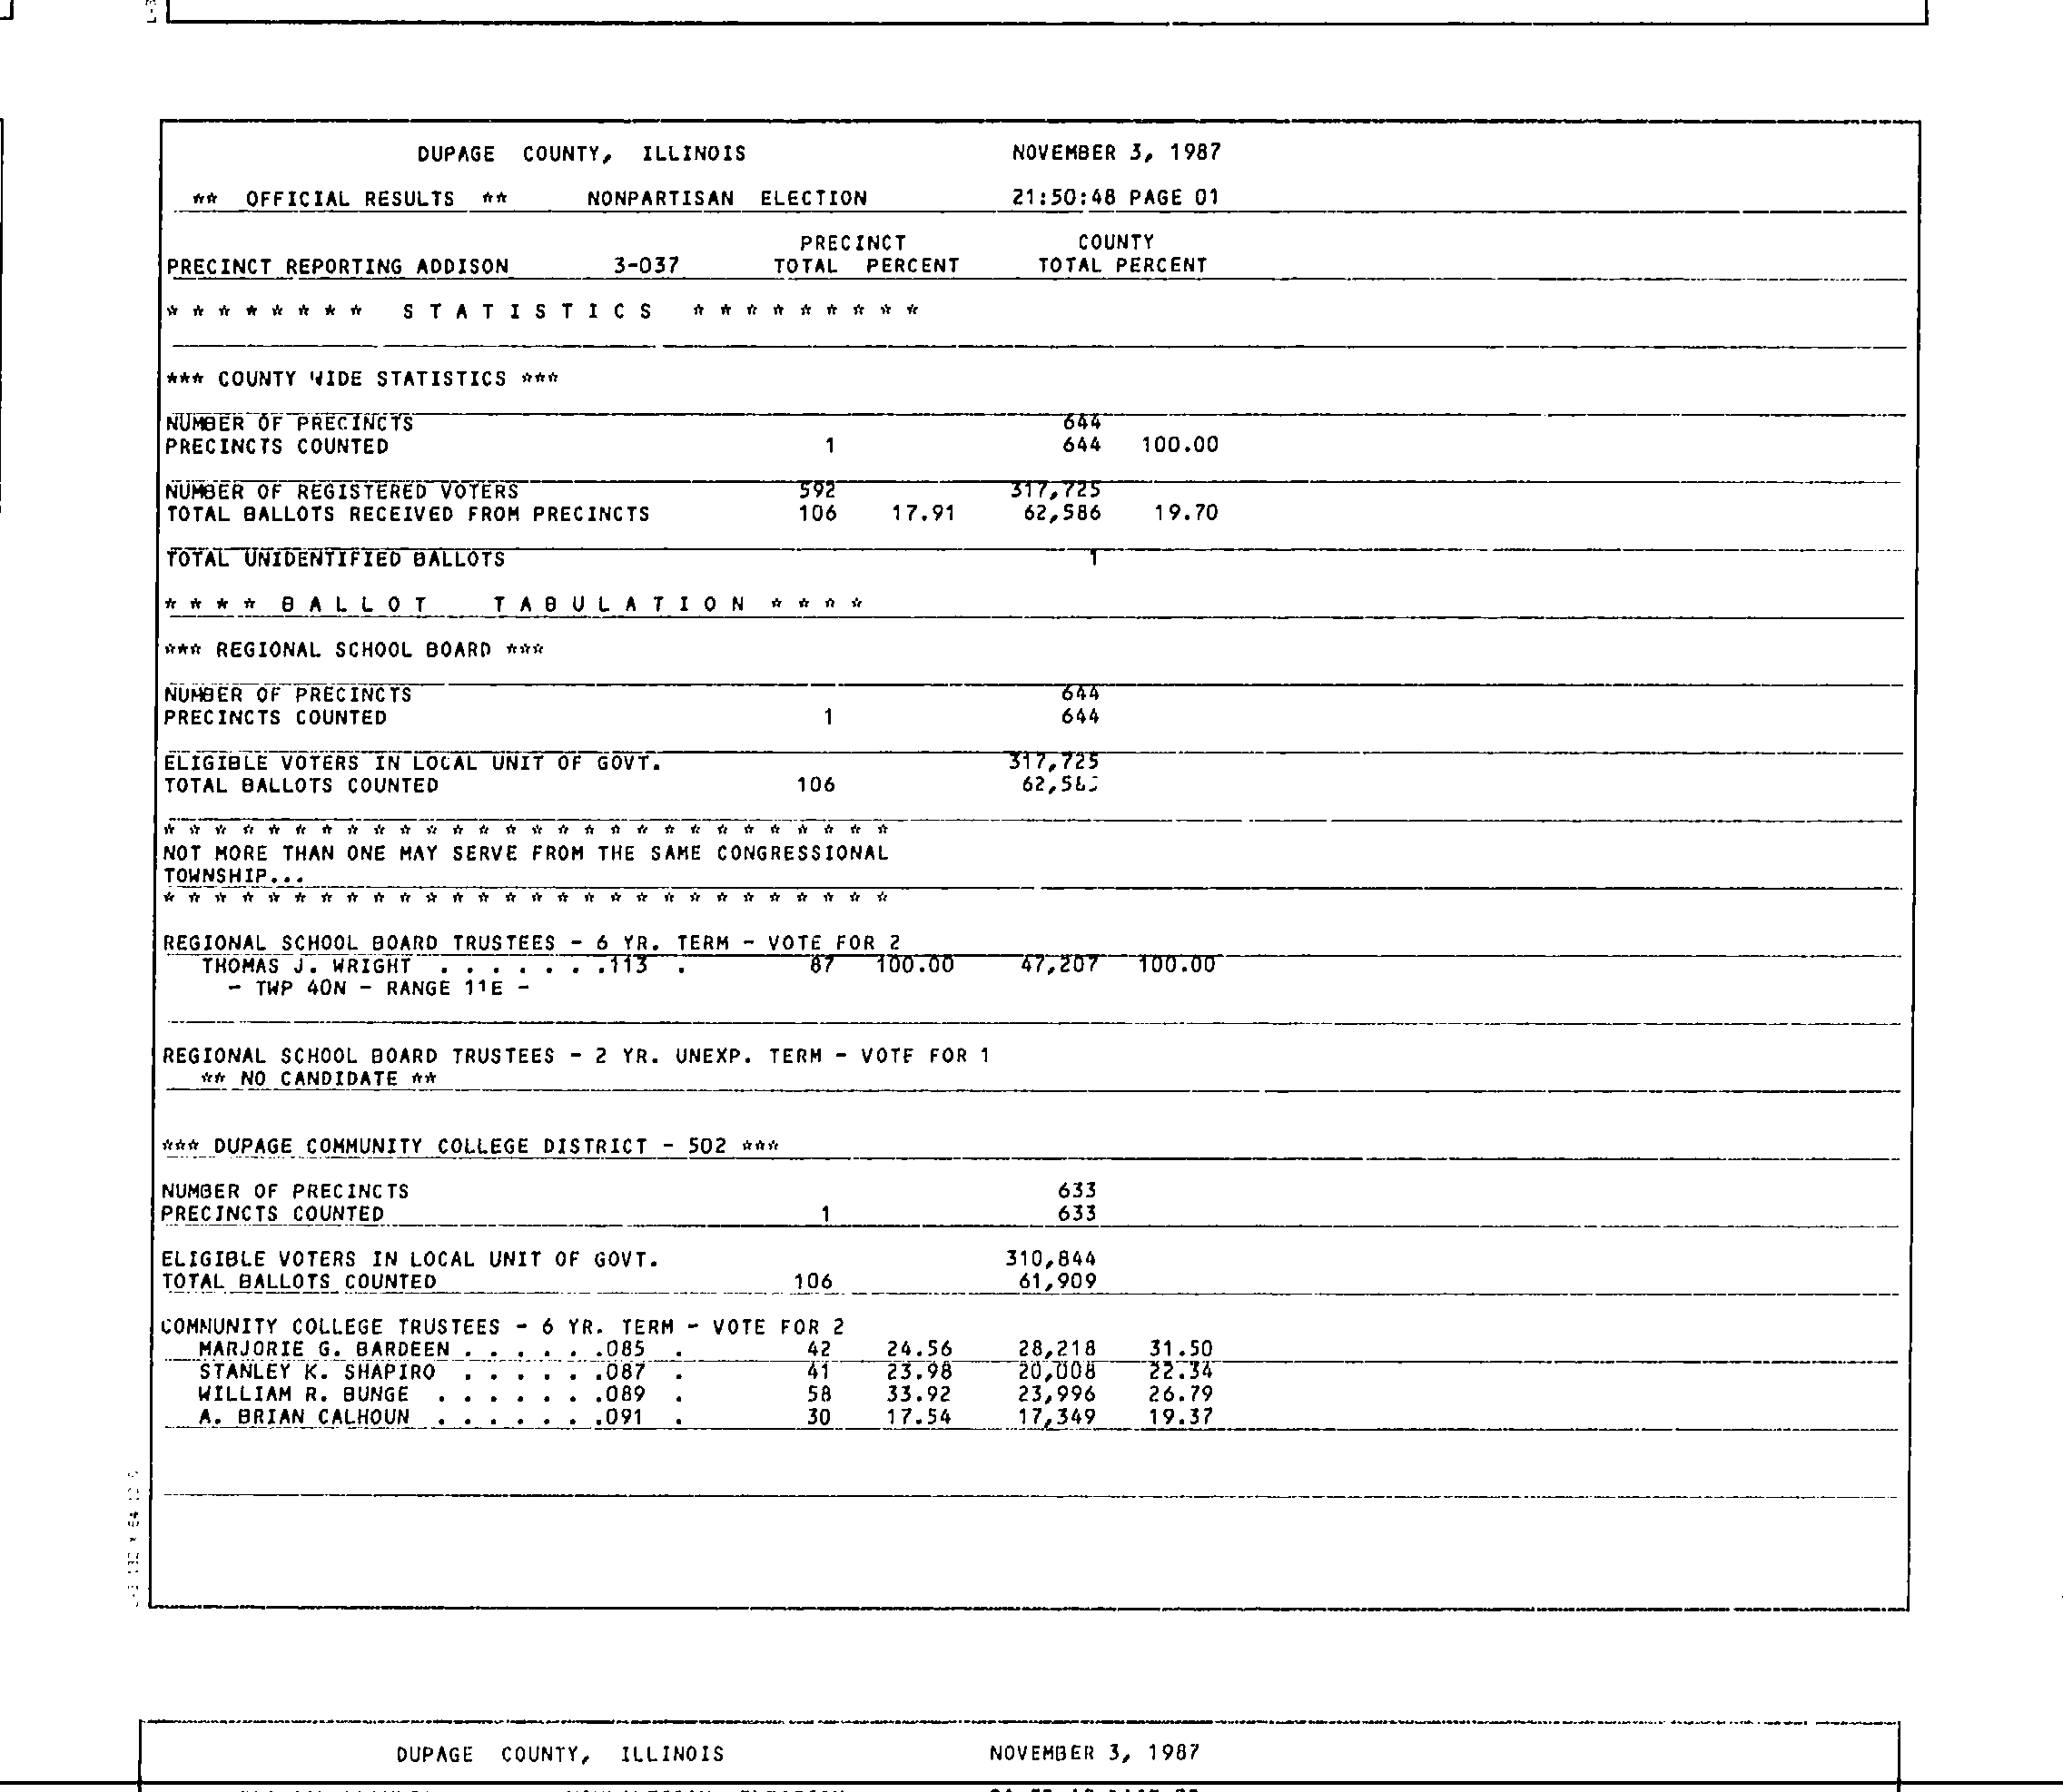 DUPAGE COUNTY, ILLINOIS NOVEMBER 3, 1987
** OFFICIAL RESULTS ** NONPARTISAN ELECTION 21:50:48 PAGE 01
PRECINCT COUNTY
PRECINCT REPORTING ADDISON 3-037 TOTAL PERCENT TOTAL PERCENT
* * * * * * * * S T A T I S T I C S * * * * * * * * *
*** COUNTY WIDE STATISTICS ***
NUMBER OF PRECINCTS 644
PRECINCTS COUNTED 1 644 100.00
NUMBER OF REGISTERED VOTERS 592 317,725
TOTAL BALLOTS RECEIVED FROM PRECINCTS 106 17.91 62,586 19.70
TOTAL UNIDENTIFIED BALLOTS 1
* * * * B A L L O T T A B U L A T I O N * * * *
*** REGIONAL SCHOOL BOARD ***
NUMBER OF PRECINCTS 644
PRECINCTS COUNTED 1 644
ELIGIBLE VOTERS IN LOCAL UNIT OF GOVT. 317,725
TOTAL BALLOTS COUNTED 106
* * * * * * * * * * * * * * * * * * * * * * * * * * * *
NOT MORE THAN ONE MAY SERVE FROM THE SAME CONGRESSIONAL
TOWNSHIP...
* * * * * * * * * * * * * * * * * * * * * * * * * * * *
REGIONAL SCHOOL BOARD TRUSTEES - 6 YR. TERM - VOTE FOR 2
THOMAS J. WRIGHT . . . . . . .113 . 87 100.00 47,207 100.00
- TWP 40N - RANGE 11E -
REGIONAL SCHOOL BOARD TRUSTEES - 2 YR. UNEXP. TERM - VOTE FOR 1
** NO CANDIDATE **
*** DUPAGE COMMUNITY COLLEGE DISTRICT - 502 ***
NUMBER OF PRECINCTS 633
PRECINCTS COUNTED 1 633
ELIGIBLE VOTERS IN LOCAL UNIT OF GOVT. 310,844
TOTAL BALLOTS COUNTED 106 61,909
COMMUNITY COLLEGE TRUSTEES - 6 YR. TERM - VOTE FOR 2
MARJORIE G. BARDEEN . . . . . .085 . 42 24.56 28,218 31.50
STANLEY K. SHAPIRO . . . . . .087 . 41 23.98 20,008 22.34
WILLIAM R. BUNGE . . . . . . .089 . 58 33.92 23,996 26.79
A. BRIAN CALHOUN . . . . . . .091 . 30 17.54 17,349 19.37
DUPAGE COUNTY, ILLINOIS NOVEMBER 3, 1987